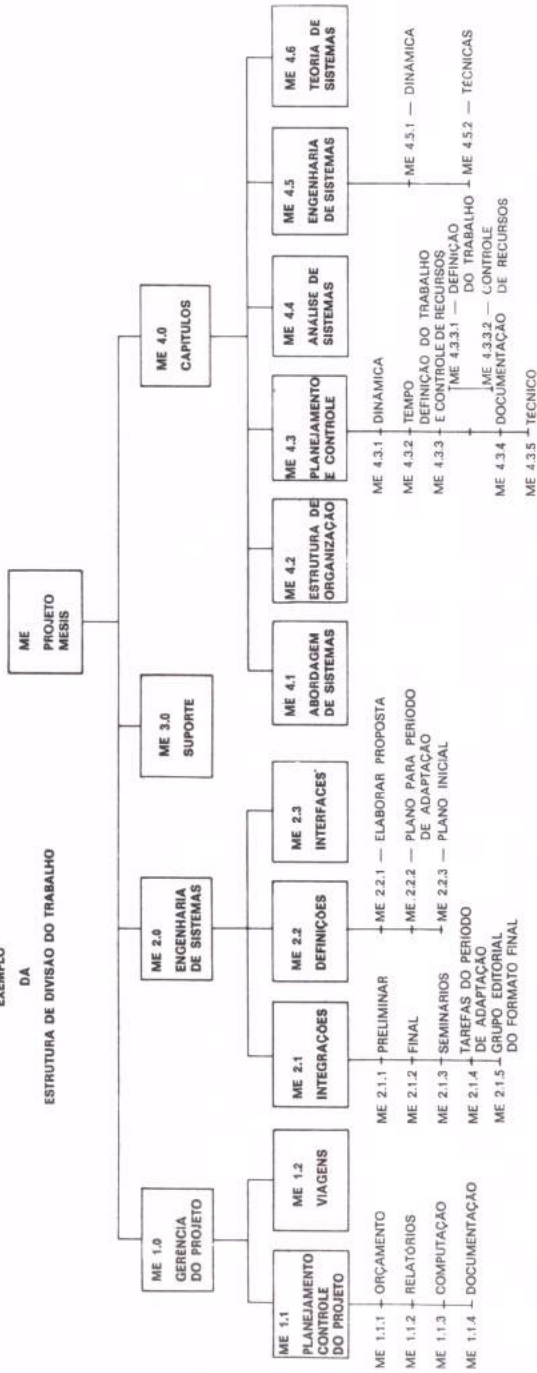 EXEMPLO
DA
ESTRUTURA DE DIVISÃO DO TRABALHO
ME
PROJETO
MESIS
ME 1.0
GERÊNCIA
DO PROJETO
ME 2.0
ENGENHARIA
DE SISTEMAS
ME 3.0
SUPORTE
ME 4.0
CAPITULOS
ME 1.1
PLANEJAMENTO
CONTROLE
DO PROJETO
ME 1.2
VIAGENS
ME 2.1
INTEGRAÇÕES
ME 2.2
DEFINIÇÕES
ME 2.3
INTERFACES
ME 4.1
ABORDAGEM
DE SISTEMAS
ME 4.2
ESTRUTURA DE
ORGANIZAÇÃO
ME 4.3
PLANEJAMENTO
E CONTROLE
ME 4.4
ANÁLISE DE
SISTEMAS
ME 4.5
ENGENHARIA
DE SISTEMAS
ME 4.6
TEORIA DE
SISTEMAS
ME 1.1.1 ORÇAMENTO
ME 1.1.2 RELATÓRIOS
ME 1.1.3 COMPUTAÇÃO
ME 1.1.4 DOCUMENTAÇÃO
ME 2.1.1 PRELIMINAR
ME 2.1.2 FINAL
ME 2.1.3 SEMINÁRIOS
ME 2.1.4 TAREFAS DO PERIODO
DE ADAPTAÇÃO
ME 2.1.5 GRUPO EDITORIAL
DO FORMATO FINAL
ME 2.2.1 — ELABORAR PROPOSTA
ME 2.2.2 — PLANO PARA PERIODO
DE ADAPTAÇÃO
ME 2.2.3 — PLANO INICIAL
ME 4.3.1 DINÂMICA
ME 4.3.2 TEMPO
DEFINIÇÃO DO TRABALHO
ME 4.3.3 E CONTROLE DE RECURSOS
ME 4.3.3.1 — DEFINIÇÃO
DO TRABALHO
ME 4.3.3.2 — CONTROLE
DE RECURSOS
ME 4.3.4 DOCUMENTAÇÃO
ME 4.3.5 TÉCNICO
ME 4.5.1 — DINÂMICA
ME 4.5.2 — TÉCNICAS